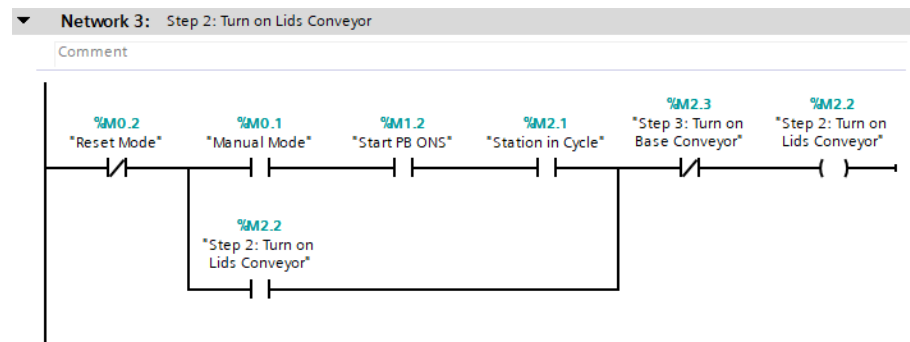 Network 3: Step 2: Turn on Lids Conveyor
Comment
%M0.2
"Reset Mode"
%M0.1
"Manual Mode"
%M1.2
"Start PB ONS"
%M2.1
"Station in Cycle"
%M2.3
"Step 3: Turn on
Base Conveyor"
%M2.2
"Step 2: Turn on
Lids Conveyor"
%M2.2
"Step 2: Turn on
Lids Conveyor"